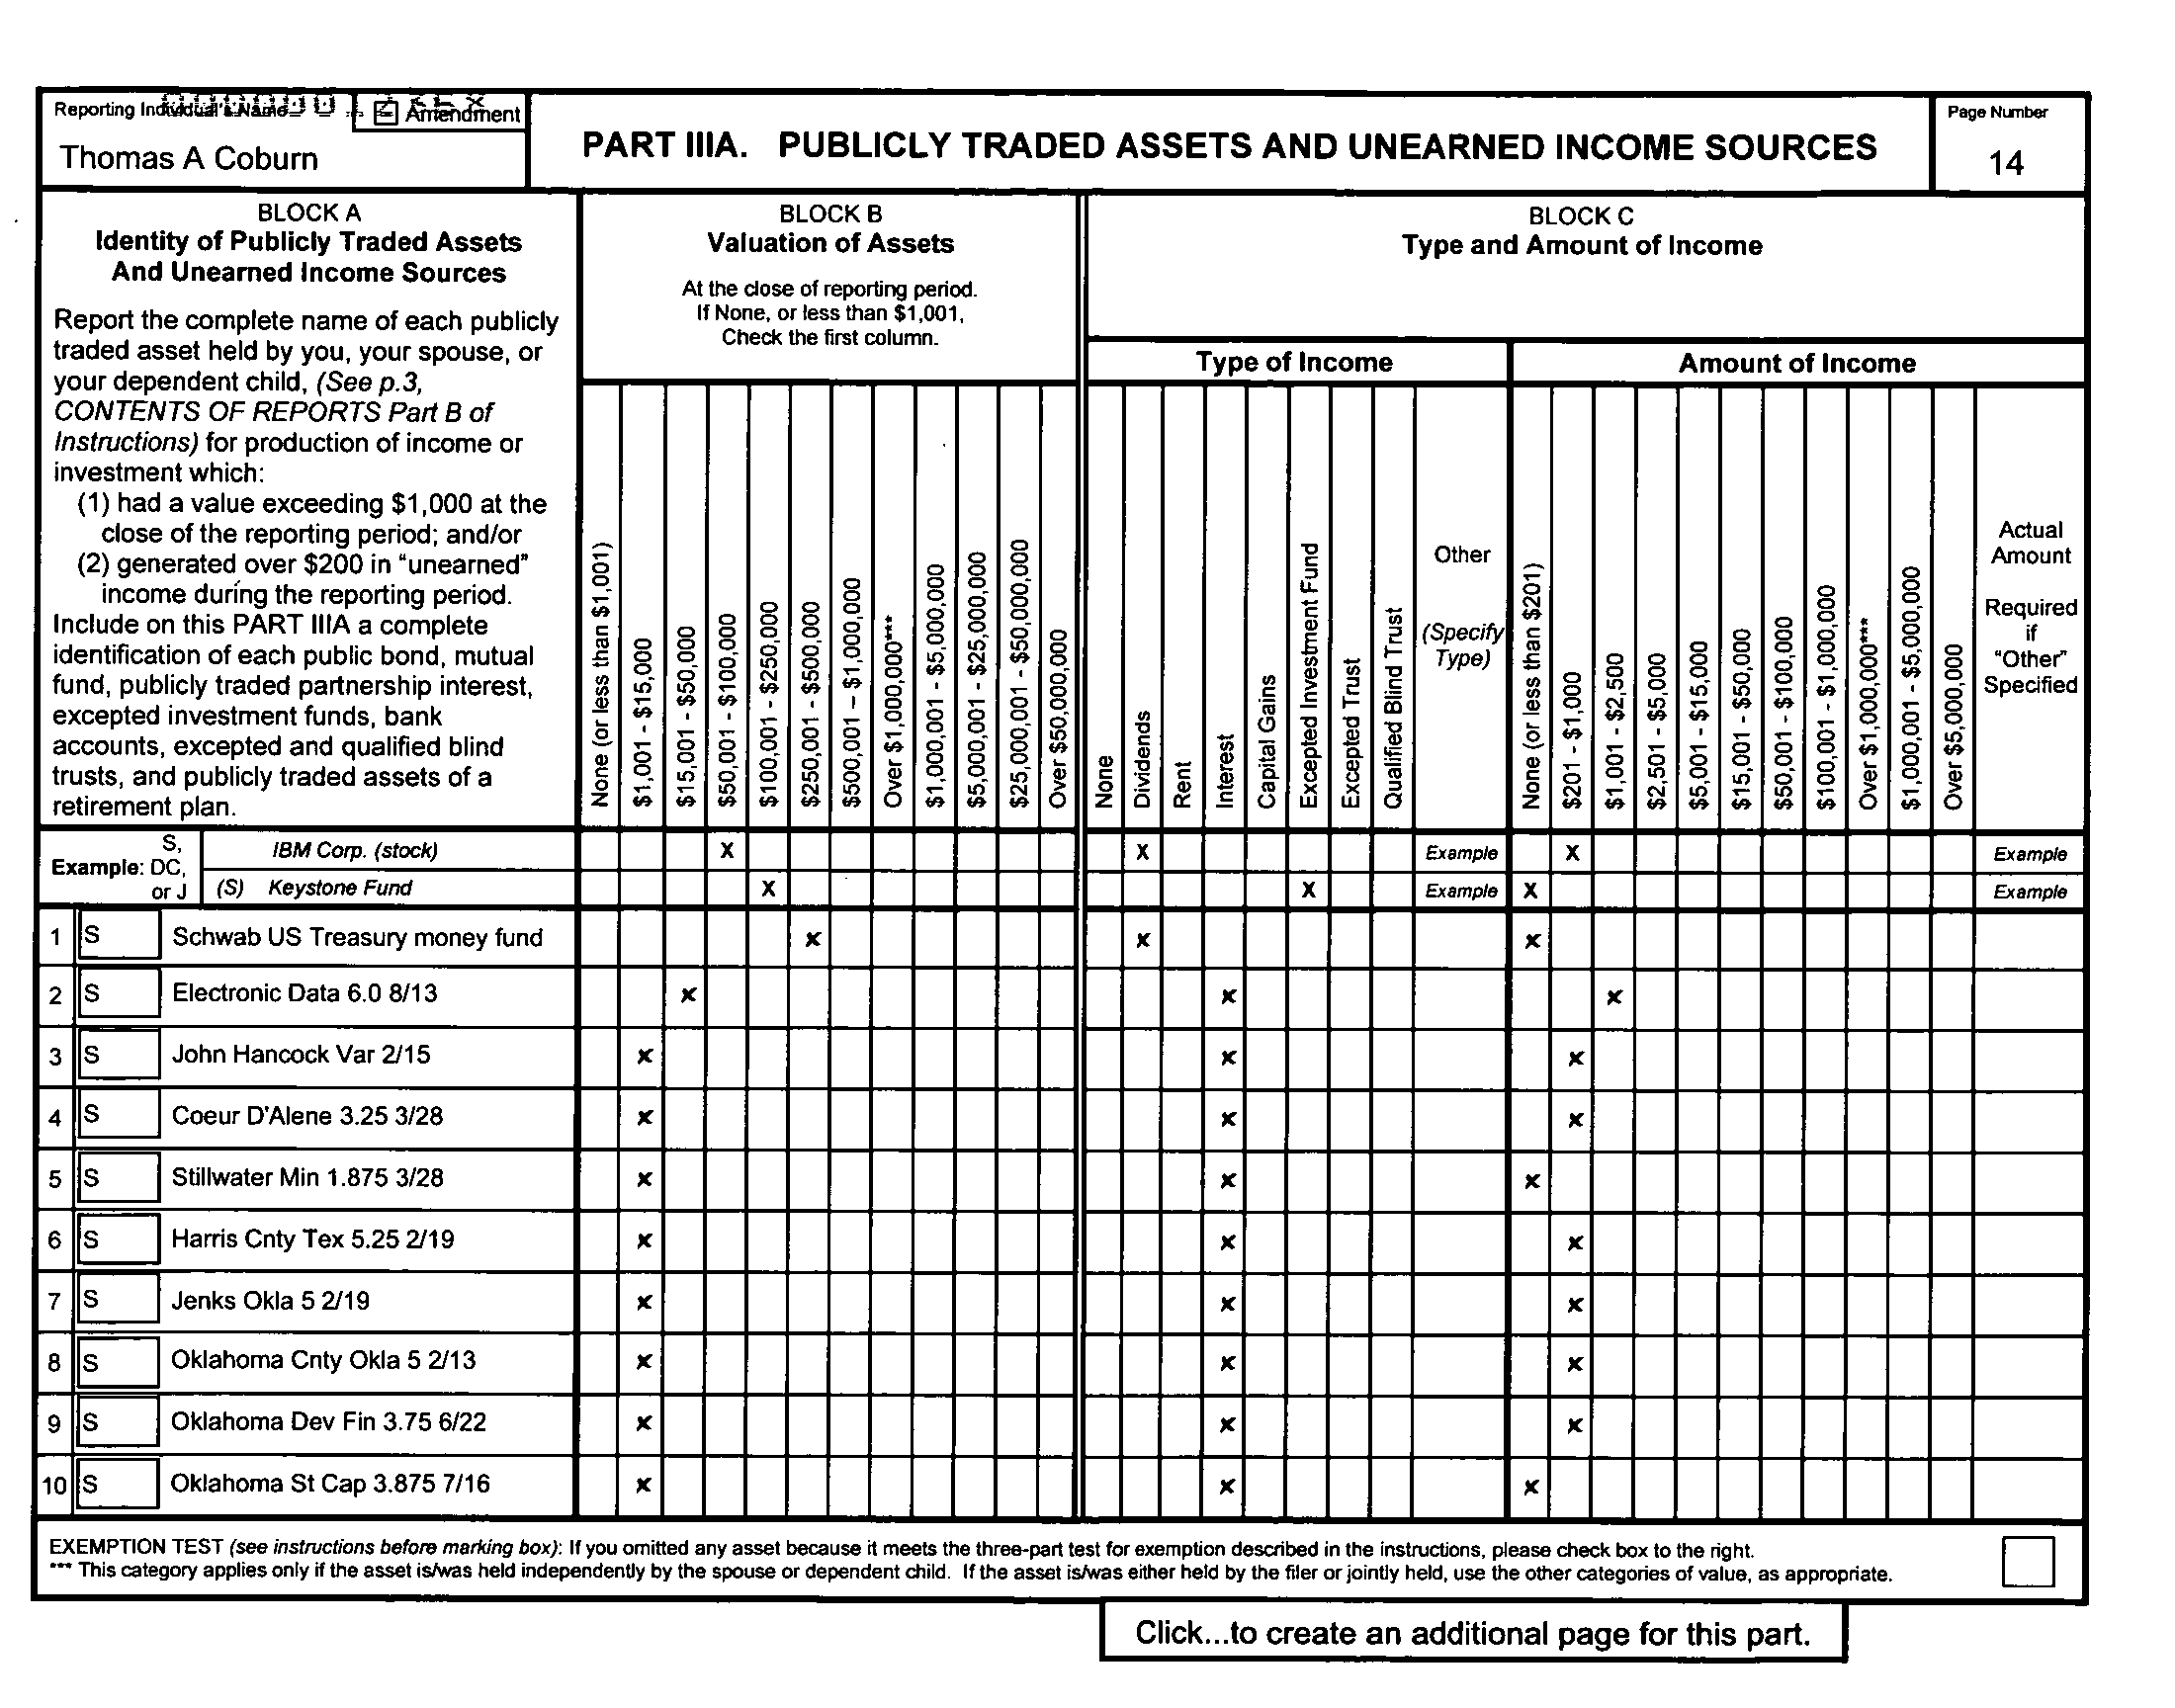 Reporting Individual's Name
Amendment
Thomas A Coburn
PART IIIA. PUBLICLY TRADED ASSETS AND UNEARNED INCOME SOURCES
Page Number
14
BLOCK A
Identity of Publicly Traded Assets
And Unearned Income Sources
Report the complete name of each publicly
traded asset held by you, your spouse, or
your dependent child, (See p.3,
CONTENTS OF REPORTS Part B of
Instructions) for production of income or
investment which:
(1) had a value exceeding $1,000 at the
close of the reporting period; and/or
(2) generated over $200 in "unearned"
income during the reporting period.
Include on this PART IIIA a complete
identification of each public bond, mutual
fund, publicly traded partnership interest,
excepted investment funds, bank
accounts, excepted and qualified blind
trusts, and publicly traded assets of a
retirement plan.
BLOCK B
Valuation of Assets
At the close of reporting period.
If None, or less than $1,001,
Check the first column.
None (or less than $1,001)
$1,001 - $15,000
$15,001 - $50,000
$50,001 - $100,000
$100,001 - $250,000
$250,001 - $500,000
$500,001 – $1,000,000
Over $1,000,000***
$1,000,001 - $5,000,000
$5,000,001 - $25,000,000
$25,000,001 - $50,000,000
Over $50,000,000
BLOCK C
Type and Amount of Income
Type of Income
None
Dividends
Rent
Interest
Capital Gains
Excepted Investment Fund
Excepted Trust
Qualified Blind Trust
Other
(Specify
Type)
Amount of Income
None (or less than $201)
$201 - $1,000
$1,001 - $2,500
$2,501 - $5,000
$5,001 - $15,000
$15,001 - $50,000
$50,001 - $100,000
$100,001 - $1,000,000
Over $1,000,000***
$1,000,001 - $5,000,000
Over $5,000,000
Actual
Amount
Required
if
"Other"
Specified
Example: S, DC, or J
IBM Corp. (stock) X X Example X Example
(S) Keystone Fund X X Example X Example
1 S Schwab US Treasury money fund x x x
2 S Electronic Data 6.0 8/13 x x x
3 S John Hancock Var 2/15 x x x
4 S Coeur D'Alene 3.25 3/28 x x x
5 S Stillwater Min 1.875 3/28 x x x
6 S Harris Cnty Tex 5.25 2/19 x x x
7 S Jenks Okla 5 2/19 x x x
8 S Oklahoma Cnty Okla 5 2/13 x x x
9 S Oklahoma Dev Fin 3.75 6/22 x x x
10 S Oklahoma St Cap 3.875 7/16 x x x
EXEMPTION TEST (see instructions before marking box): If you omitted any asset because it meets the three-part test for exemption described in the instructions, please check box to the right.
*** This category applies only if the asset is/was held independently by the spouse or dependent child. If the asset is/was either held by the filer or jointly held, use the other categories of value, as appropriate.
Click...to create an additional page for this part.